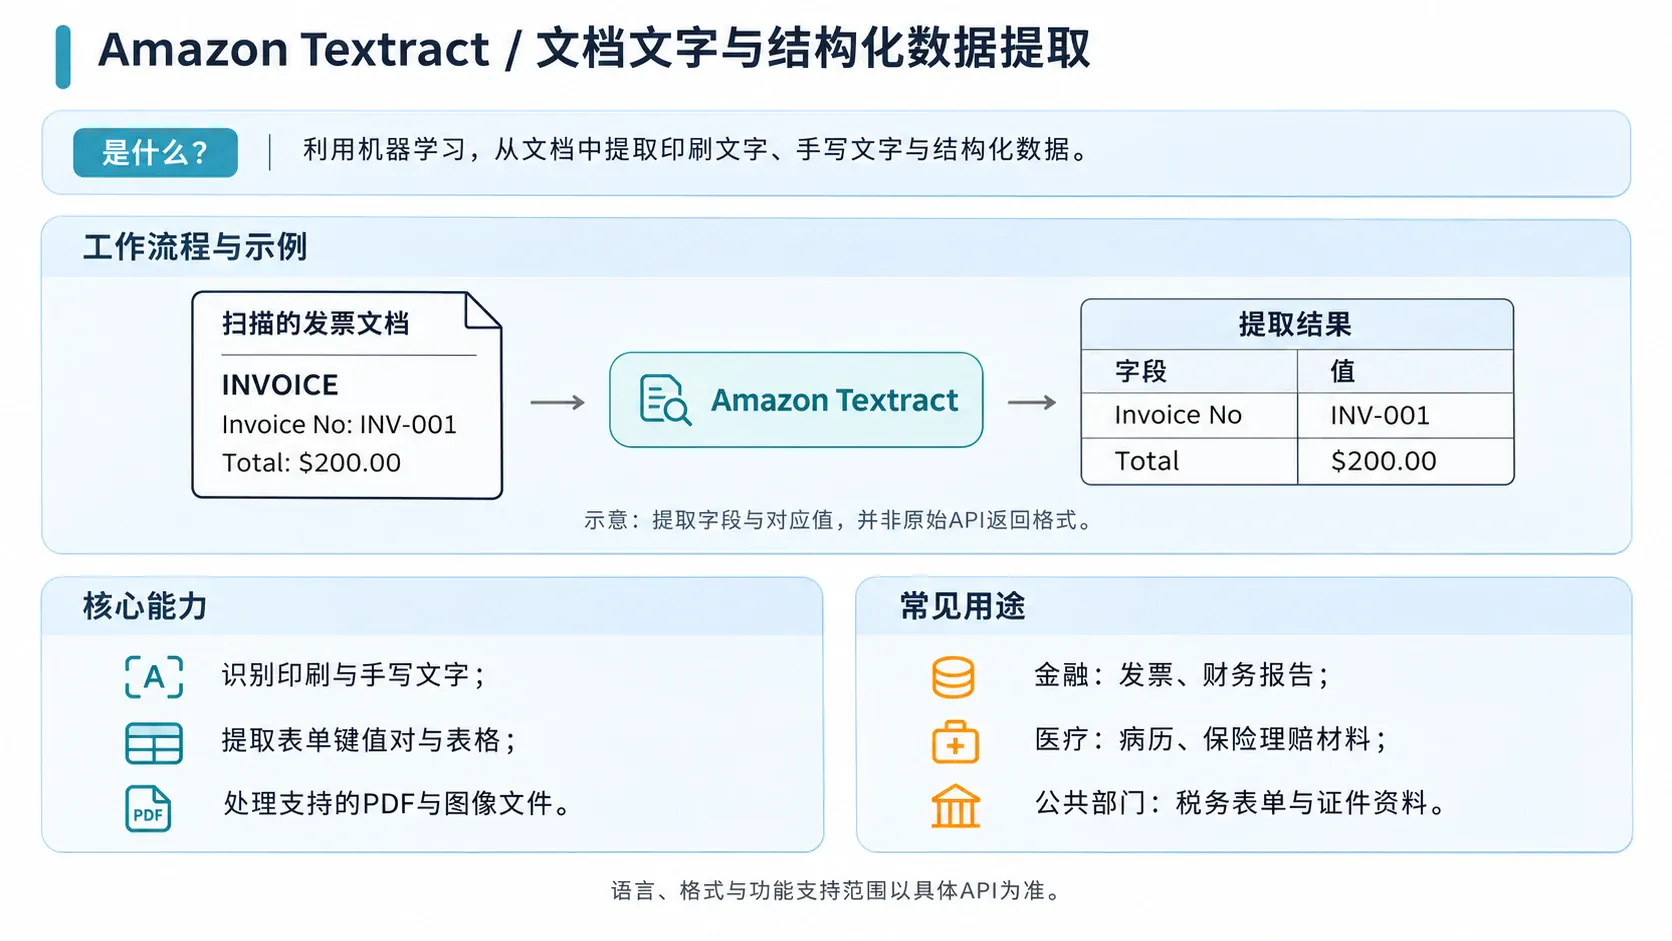 Amazon Textract / 文档文字与结构化数据提取
是什么？
利用机器学习，从文档中提取印刷文字、手写文字与结构化数据。
工作流程与示例
扫描的发票文档
INVOICE
Invoice No: INV-001
Total: $200.00
Amazon Textract
提取结果
字段 值
Invoice No INV-001
Total $200.00
示意：提取字段与对应值，并非原始API返回格式。
核心能力
A 识别印刷与手写文字；
提取表单键值对与表格；
PDF 处理支持的PDF与图像文件。
常见用途
金融：发票、财务报告；
医疗：病历、保险理赔材料；
公共部门：税务表单与证件资料。
语言、格式与功能支持范围以具体API为准。